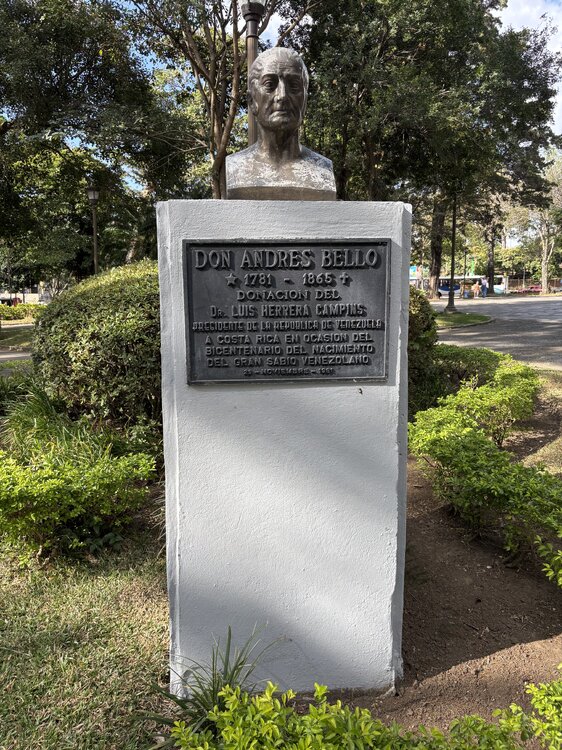 DON ANDRES BELLO
1781 - 1865
DONACION DEL
DR. LUIS HERRERA CAMPINS
PRECIDENTE DE LA REPUBLICA DE VENEZUELA
A COSTA RICA EN OCASION DEL
BICENTENARIO DEL NACIMIENTO
DEL GRAN SABIO VENEZOLANO
NOVIEMBRE